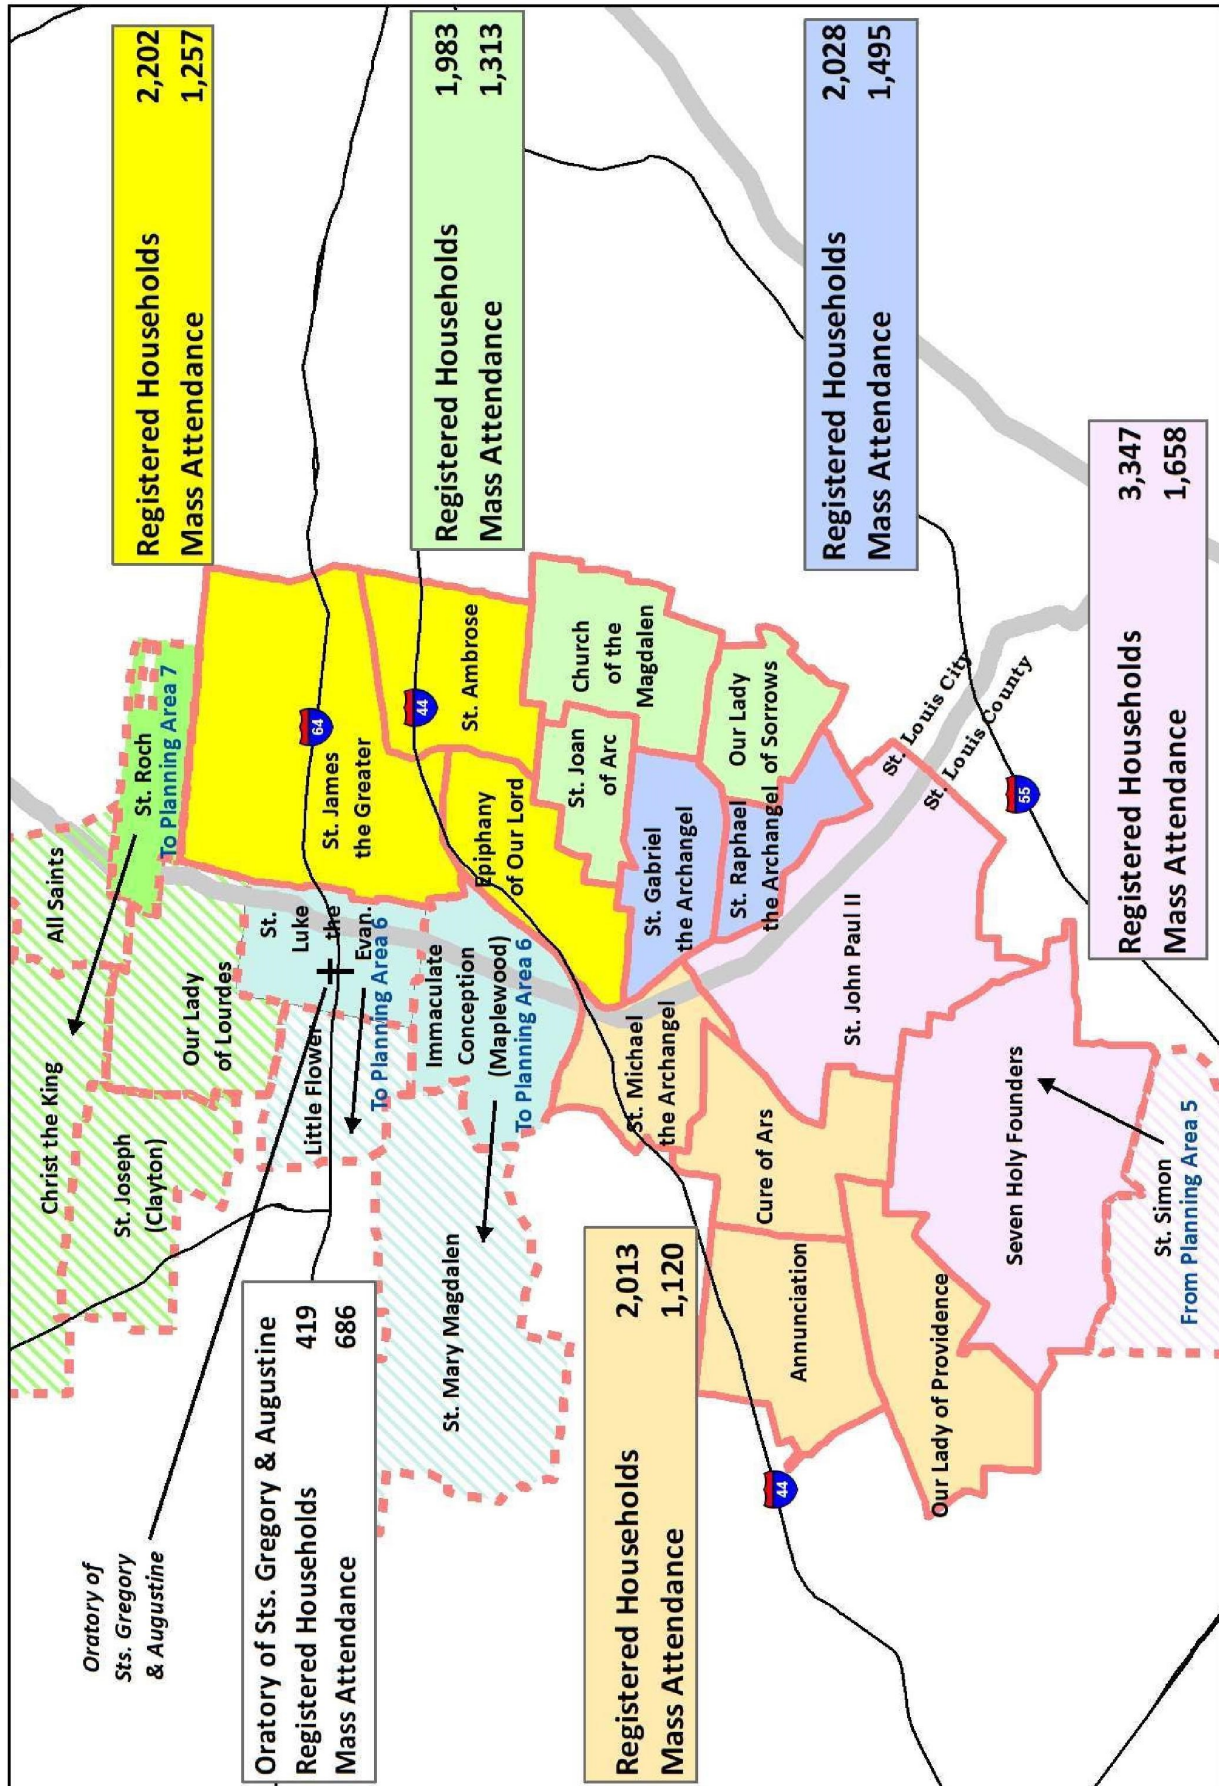 Oratory of
Sts. Gregory
& Augustine
Christ the King
All Saints
St. Roch
To Planning Area 7
St. Joseph
(Clayton)
Our Lady
of Lourdes
Registered Households 2,202
Mass Attendance 1,257
Oratory of Sts. Gregory & Augustine
Registered Households 419
Mass Attendance 686
Little Flower
St.
Luke
the
Evan.
To Planning Area 6
64
St. James
the Greater
St. Mary Magdalen
Immaculate
Conception
(Maplewood)
To Planning Area 6
44
St. Ambrose
Epiphany
of Our Lord
Registered Households 1,983
Mass Attendance 1,313
St. Joan
of Arc
Church
of the
Magdalen
Registered Households 2,013
Mass Attendance 1,120
St. Michael
the Archangel
St. Gabriel
the Archangel
Our Lady
of Sorrows
St. Raphael
the Archangel
44
Annunciation
Cure of Ars
Registered Households 2,028
Mass Attendance 1,495
St. John Paul II
St. Louis City
St. Louis County
Our Lady of Providence
Seven Holy Founders
55
Registered Households 3,347
Mass Attendance 1,658
St. Simon
From Planning Area 5